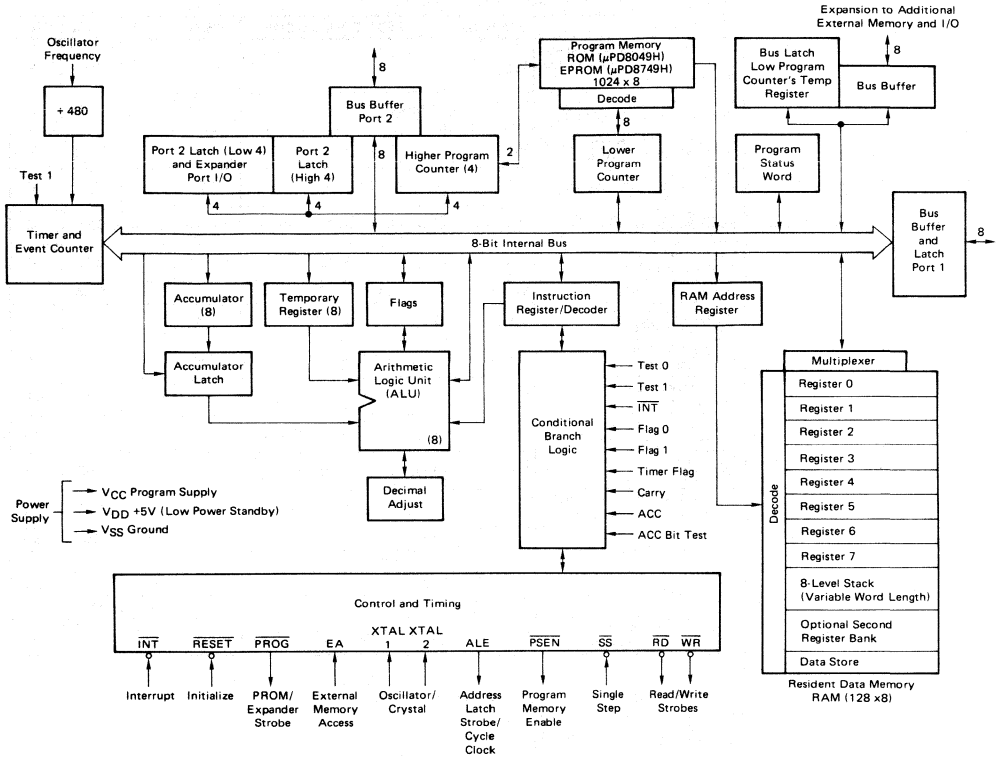 Oscillator
Frequency
÷ 480
Test 1
Timer and
Event Counter
8
Bus Buffer
Port 2
Port 2 Latch (Low 4)
and Expander
Port I/O
Port 2
Latch
(High 4)
Higher Program
Counter (4)
4
4
8
4
2
Program Memory
ROM (μPD8049H)
EPROM (μPD8749H)
1024 x 8
Decode
8
Lower
Program
Counter
Expansion to Additional
External Memory and I/O
8
Bus Latch
Low Program
Counter's Temp
Register
Bus Buffer
Program
Status
Word
Bus
Buffer
and
Latch
Port 1
8
8-Bit Internal Bus
Accumulator
(8)
Temporary
Register (8)
Flags
Instruction
Register/Decoder
RAM Address
Register
Accumulator
Latch
Arithmetic
Logic Unit
(ALU)
(8)
Decimal
Adjust
Conditional
Branch
Logic
Test 0
Test 1
INT
Flag 0
Flag 1
Timer Flag
Carry
ACC
ACC Bit Test
Power
Supply
VCC Program Supply
VDD +5V (Low Power Standby)
VSS Ground
Multiplexer
Decode
Register 0
Register 1
Register 2
Register 3
Register 4
Register 5
Register 6
Register 7
8-Level Stack
(Variable Word Length)
Optional Second
Register Bank
Data Store
Resident Data Memory
RAM (128 x8)
Control and Timing
INT RESET PROG EA XTAL 1 XTAL 2 ALE PSEN SS RD WR
Interrupt
Initialize
PROM/
Expander
Strobe
External
Memory
Access
Oscillator/
Crystal
Address
Latch
Strobe/
Cycle
Clock
Program
Memory
Enable
Single
Step
Read/Write
Strobes